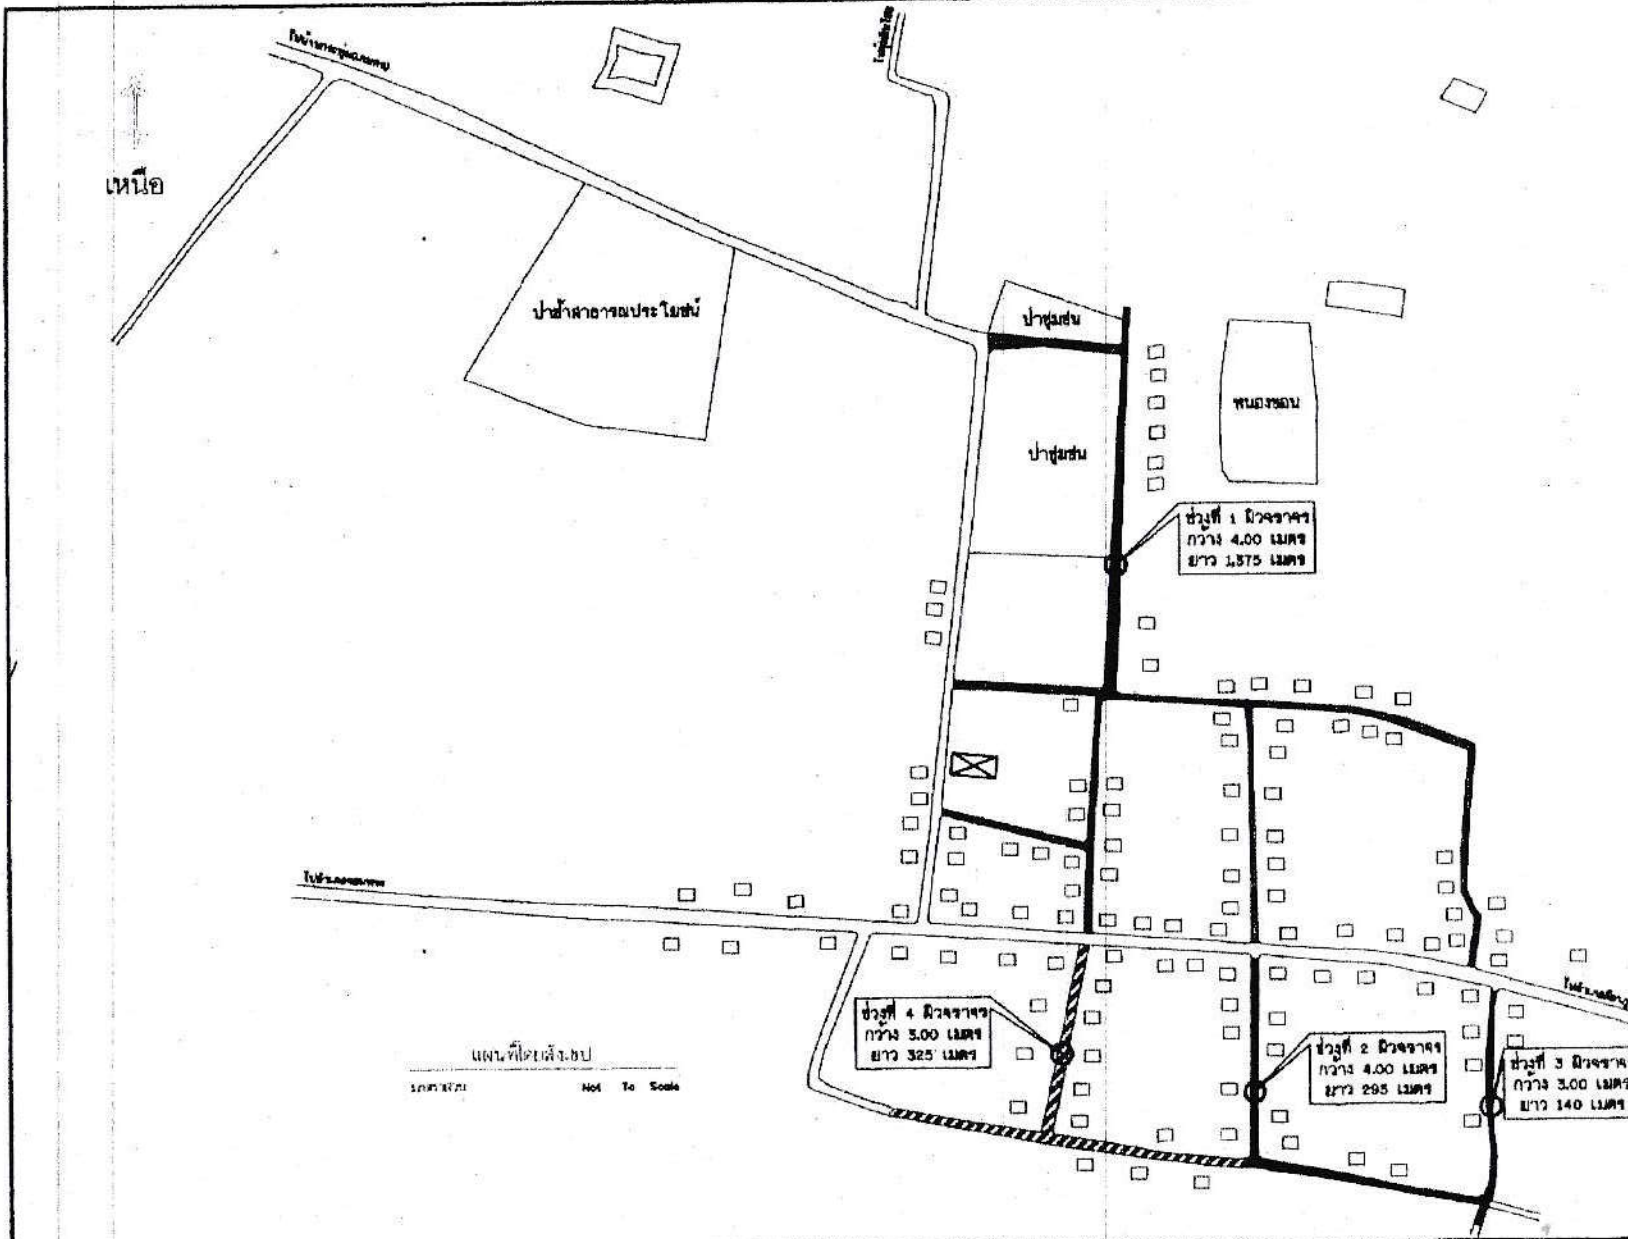 เหนือ
ป่าช้าสาธารณประโยชน์
ป่าชุมชน
ป่าชุมชน
หนองขอน
ช่วงที่ 1 ผิวจราจร
กว้าง 4.00 เมตร
ยาว 1,375 เมตร
ช่วงที่ 4 ผิวจราจร
กว้าง 3.00 เมตร
ยาว 325 เมตร
ช่วงที่ 2 ผิวจราจร
กว้าง 4.00 เมตร
ยาว 295 เมตร
ช่วงที่ 3 ผิวจราจร
กว้าง 3.00 เมตร
ยาว 140 เมตร
แผนที่โดยสังเขป
Not To Scale